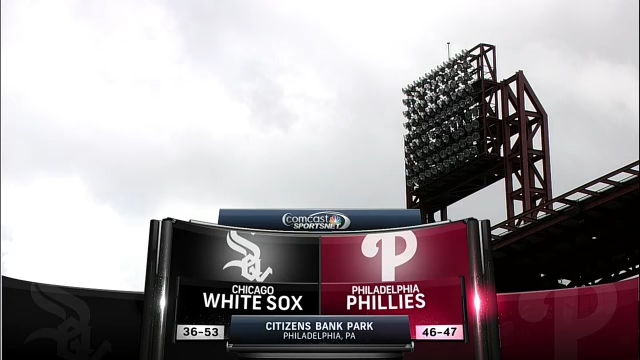 COMCAST
SPORTSNET
CHICAGO
WHITE SOX
PHILADELPHIA
PHILLIES
36-53
CITIZENS BANK PARK
PHILADELPHIA, PA
46-47